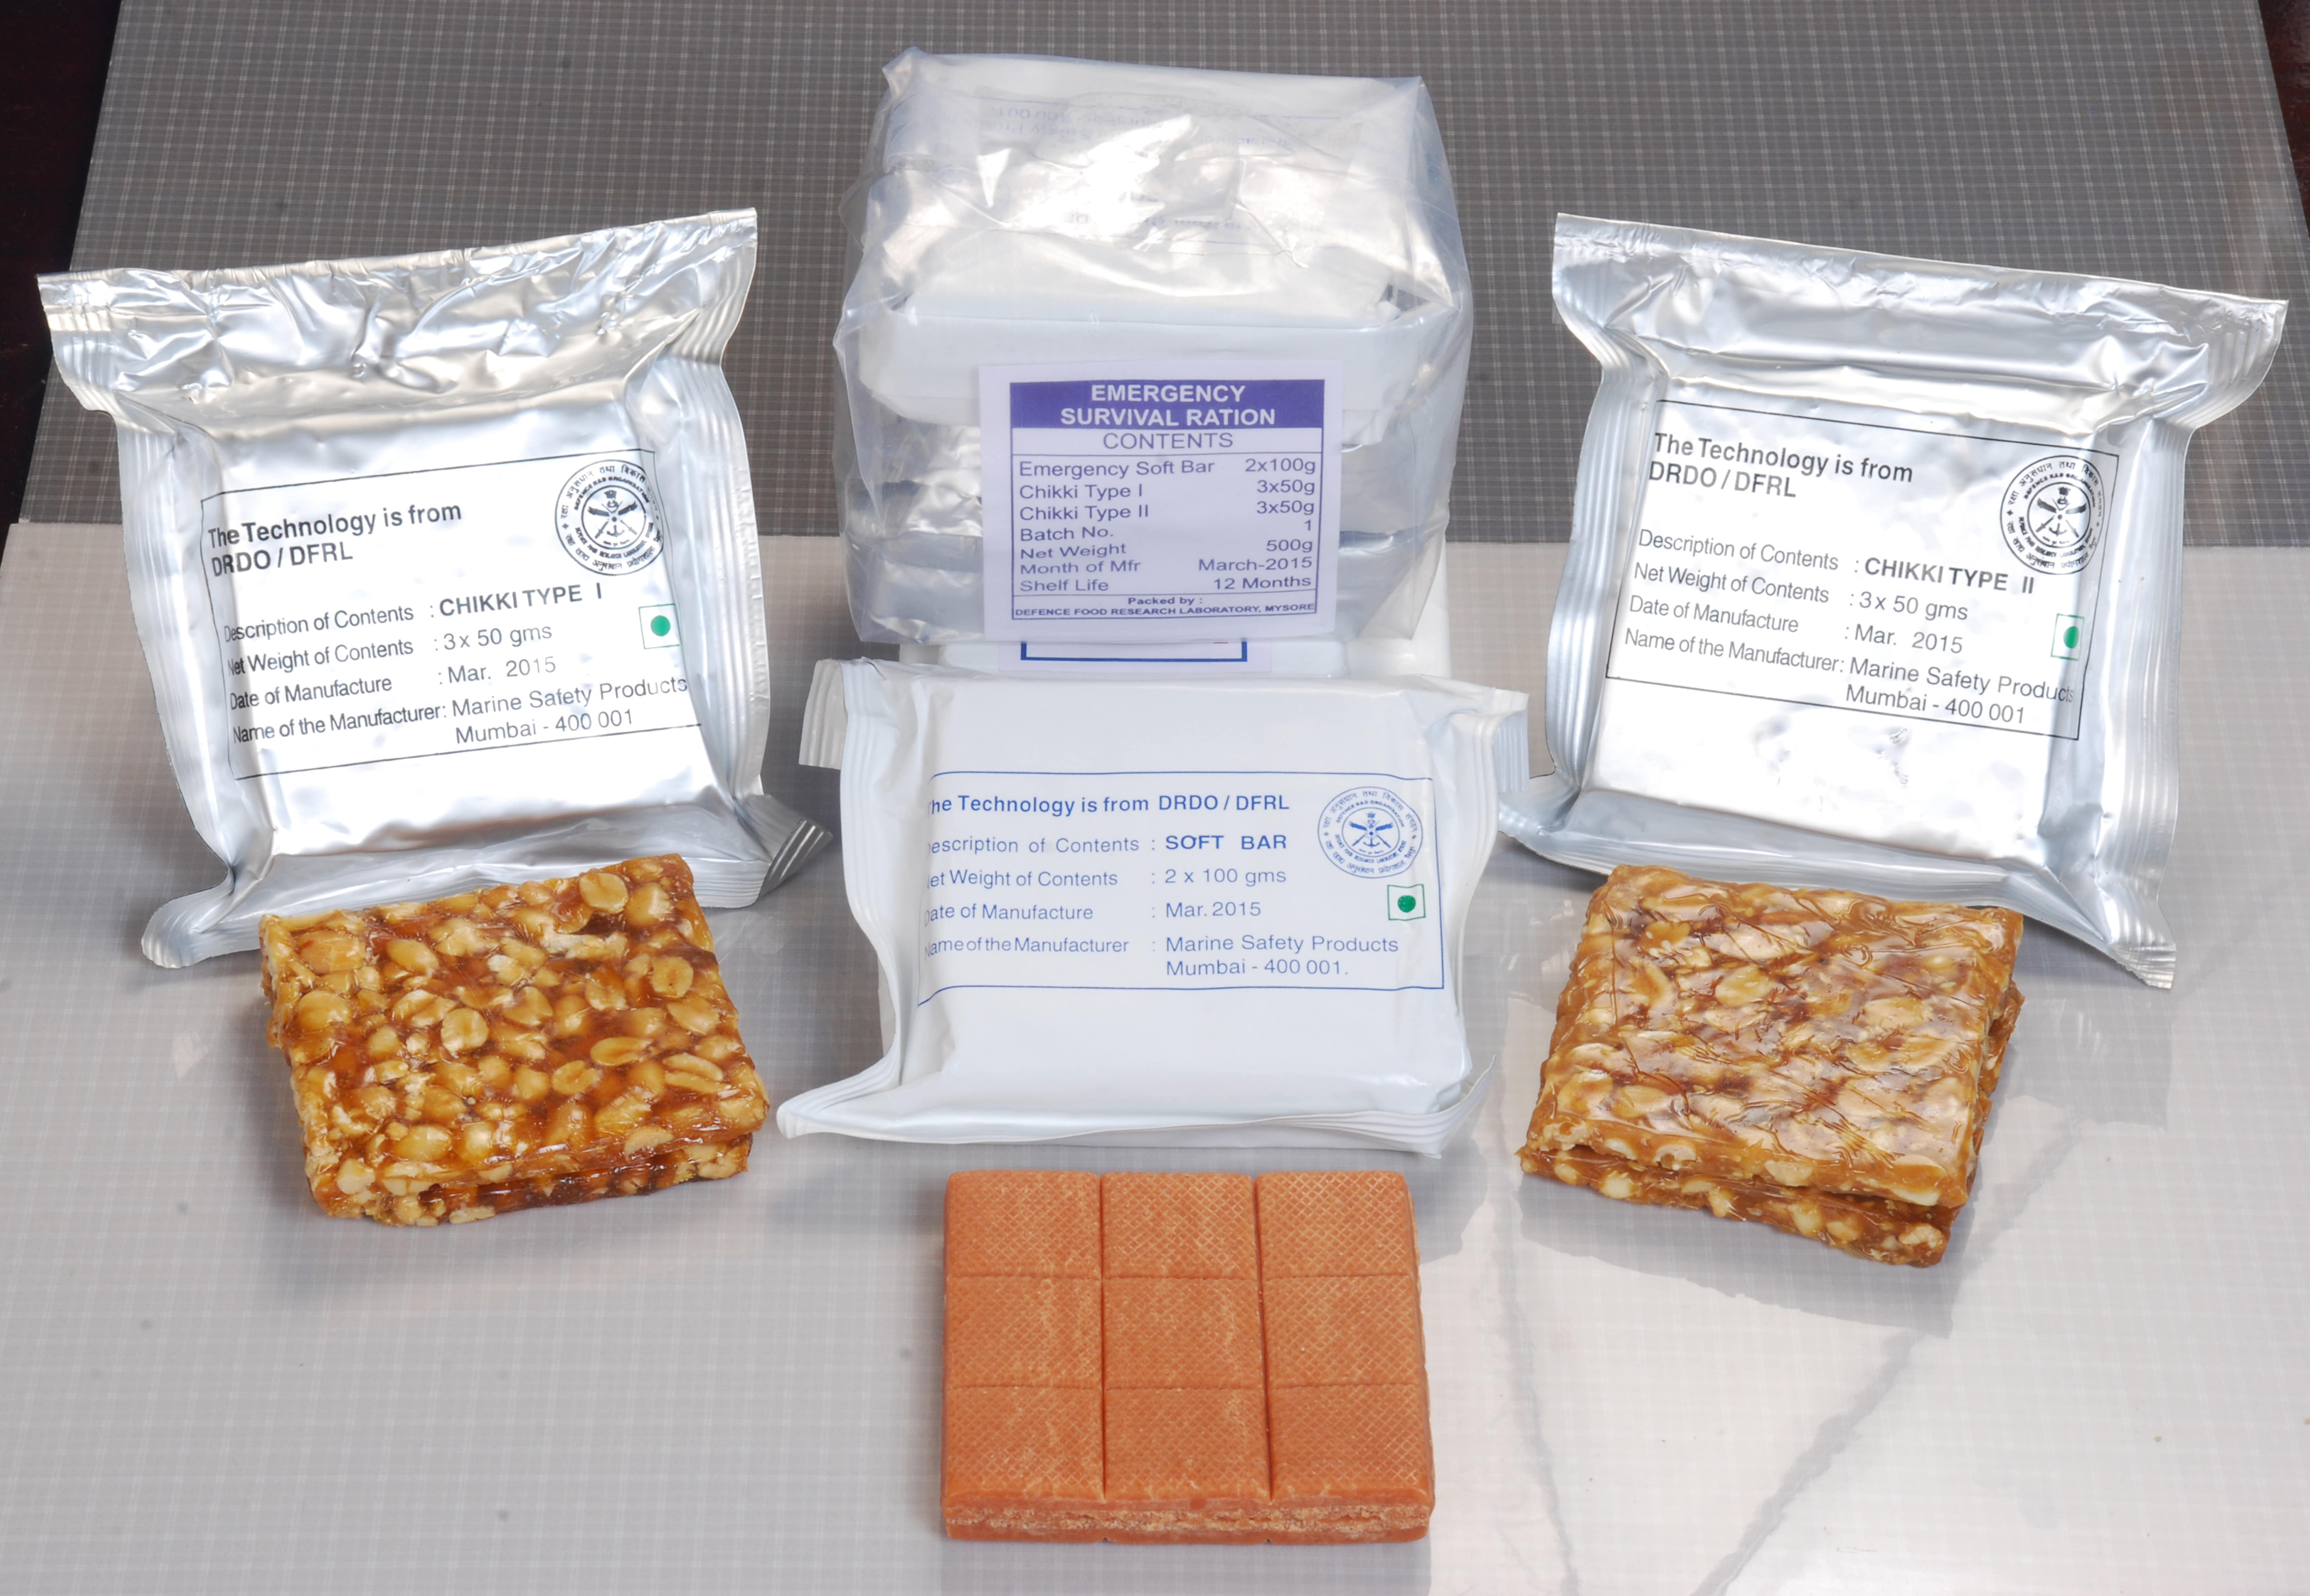 EMERGENCY
SURVIVAL RATION
CONTENTS
Emergency Soft Bar 2x100g
Chikki Type I 3x50g
Chikki Type II 3x50g
Batch No. 1
Net Weight 500g
Month of Mfr March-2015
Shelf Life 12 Months
Packed by :
DEFENCE FOOD RESEARCH LABORATORY, MYSORE
The Technology is from
DRDO / DFRL
Description of Contents : CHIKKI TYPE I
Net Weight of Contents : 3x 50 gms
Date of Manufacture : Mar. 2015
Name of the Manufacturer: Marine Safety Products
Mumbai - 400 001
The Technology is from
DRDO / DFRL
Description of Contents : CHIKKI TYPE II
Net Weight of Contents : 3x 50 gms
Date of Manufacture : Mar. 2015
Name of the Manufacturer: Marine Safety Products
Mumbai - 400 001
he Technology is from DRDO / DFRL
escription of Contents : SOFT BAR
et Weight of Contents : 2 x 100 gms
Date of Manufacture : Mar. 2015
Name of the Manufacturer : Marine Safety Products
Mumbai - 400 001.